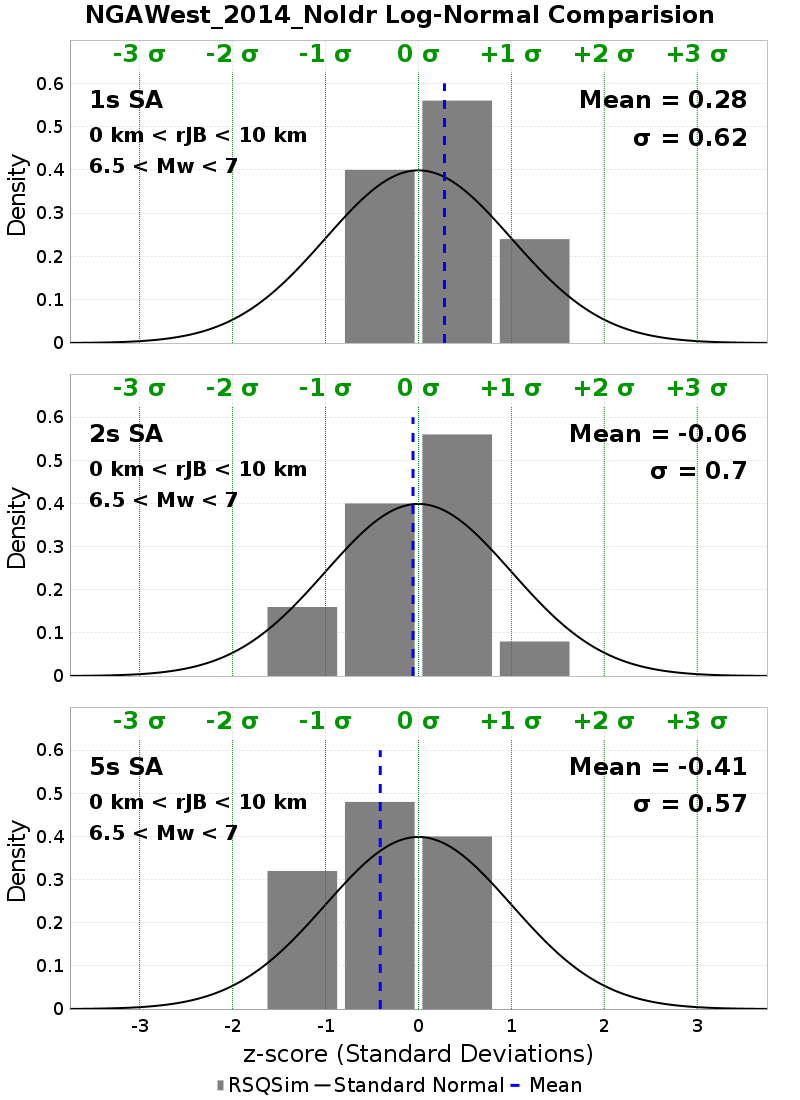 NGAWest_2014_NoIdr Log-Normal Comparision
-3 σ -2 σ -1 σ 0 σ +1 σ +2 σ +3 σ
1s SA
0 km < rJB < 10 km
6.5 < Mw < 7
Mean = 0.28
σ = 0.62
Density
0.6
0.5
0.4
0.3
0.2
0.1
0
-3 σ -2 σ -1 σ 0 σ +1 σ +2 σ +3 σ
2s SA
0 km < rJB < 10 km
6.5 < Mw < 7
Mean = -0.06
σ = 0.7
Density
0.6
0.5
0.4
0.3
0.2
0.1
0
-3 σ -2 σ -1 σ 0 σ +1 σ +2 σ +3 σ
5s SA
0 km < rJB < 10 km
6.5 < Mw < 7
Mean = -0.41
σ = 0.57
Density
0.6
0.5
0.4
0.3
0.2
0.1
0
-3 -2 -1 0 1 2 3
z-score (Standard Deviations)
RSQSim Standard Normal Mean